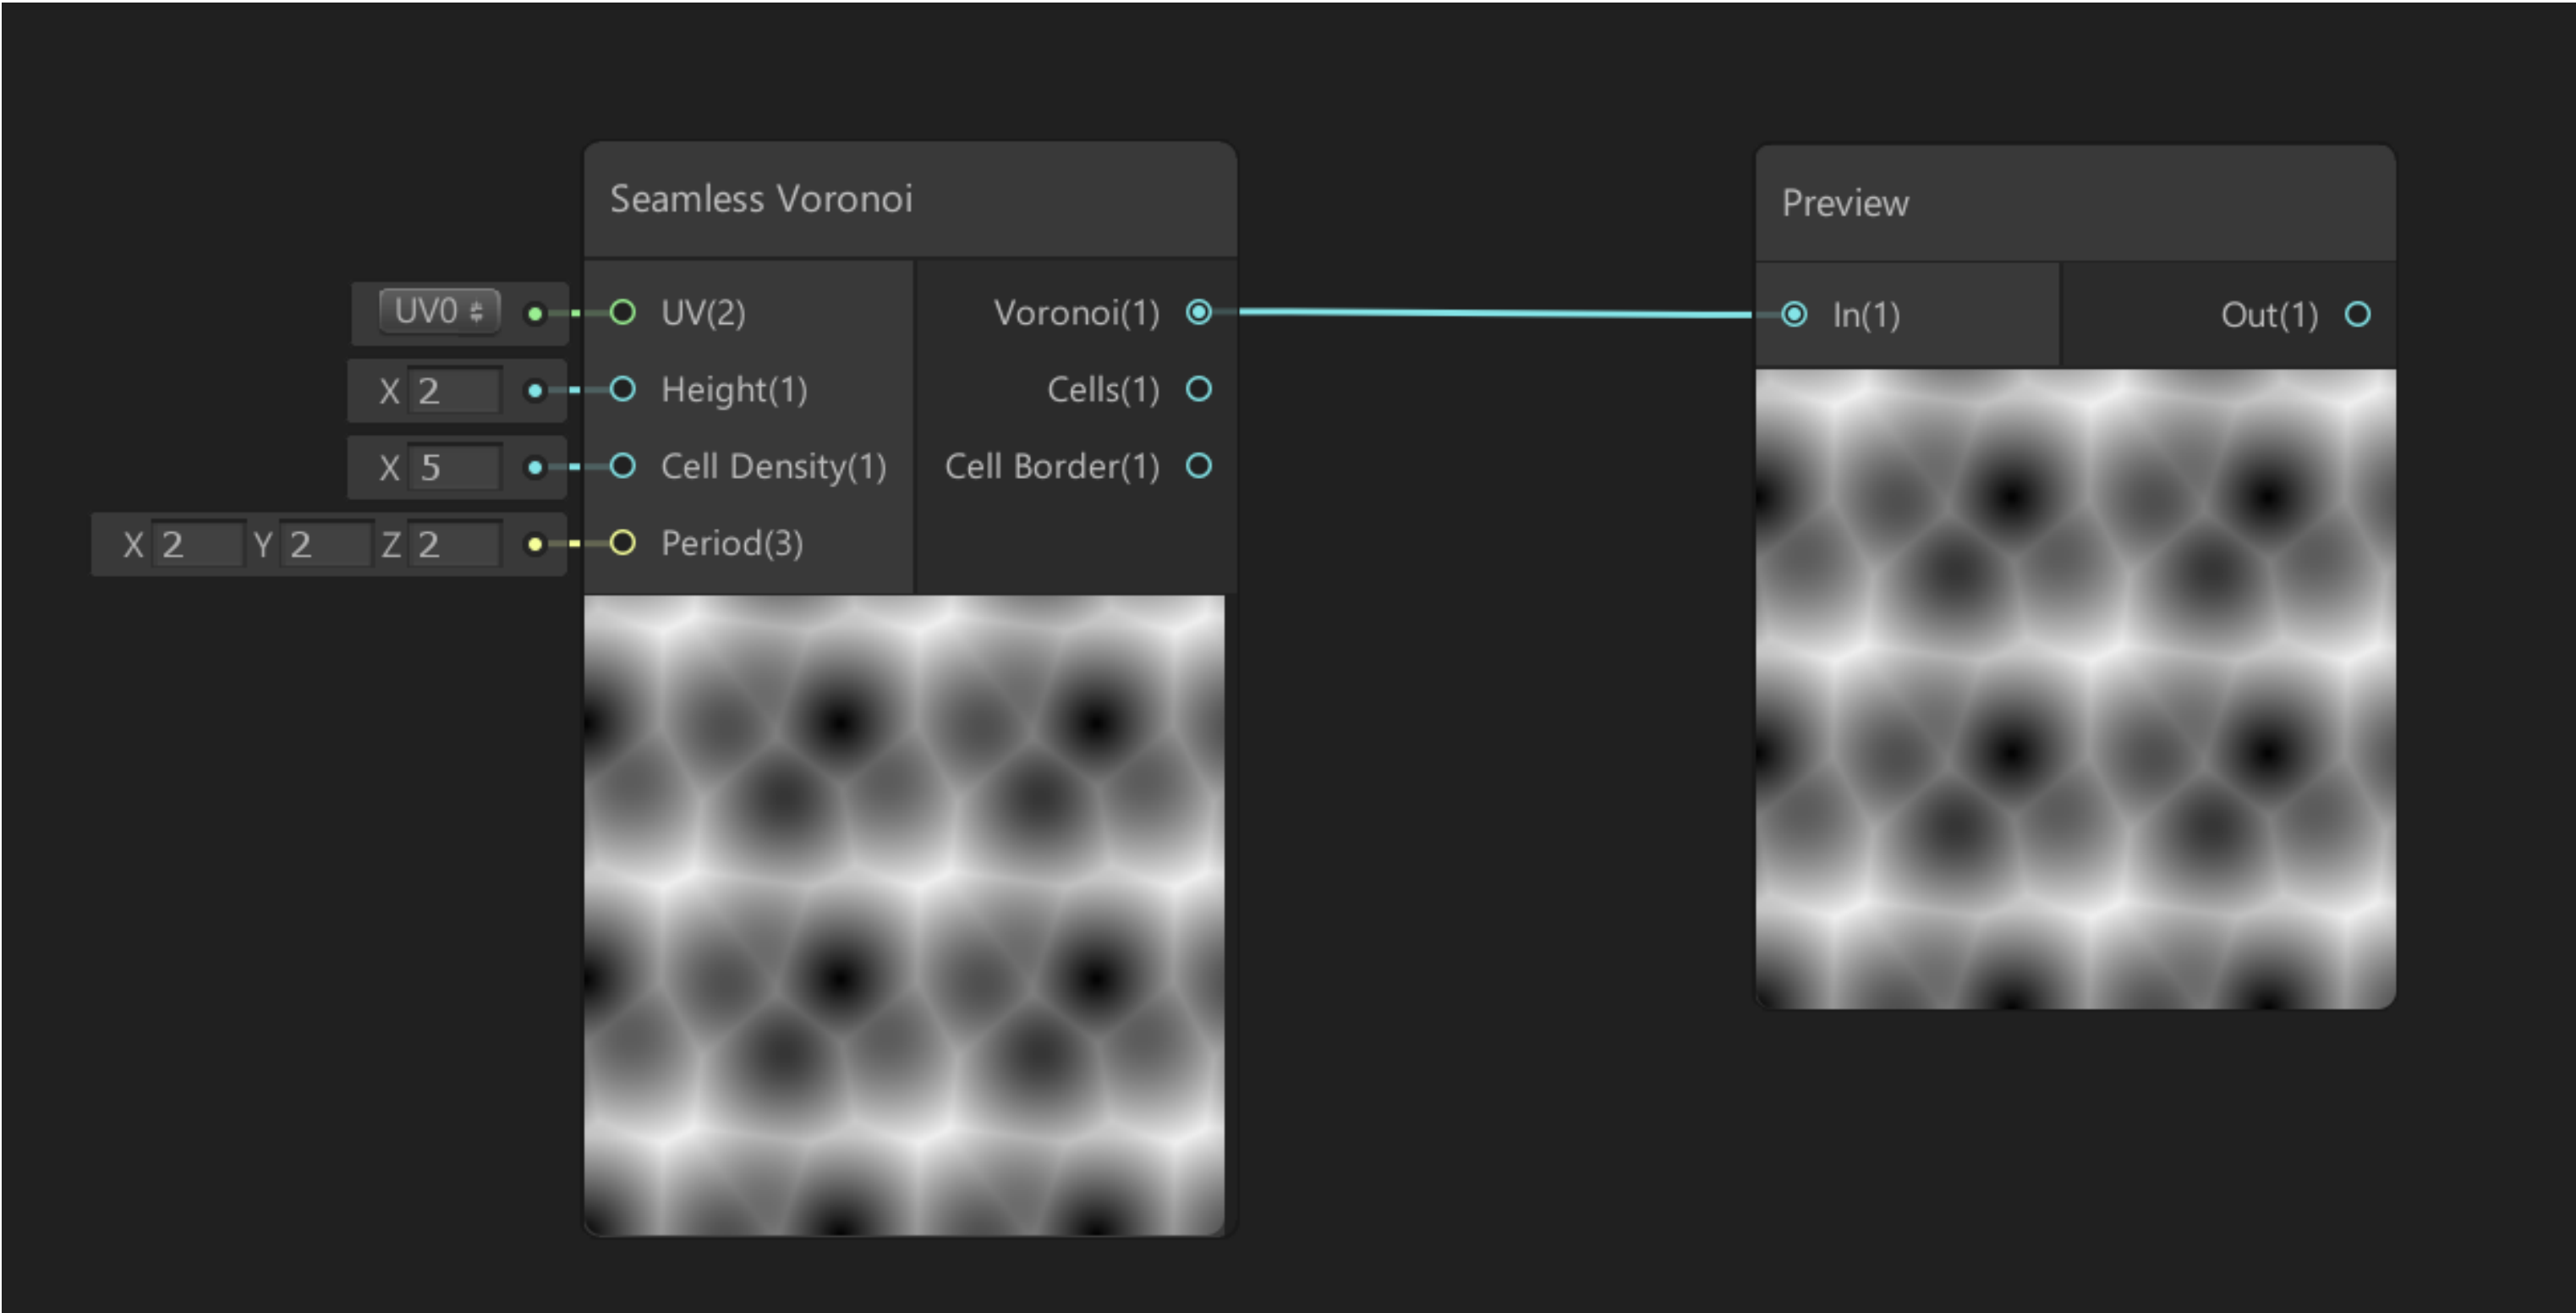 Seamless Voronoi
UV0 UV(2) Voronoi(1)
X 2 Height(1) Cells(1)
X 5 Cell Density(1) Cell Border(1)
X 2 Y 2 Z 2 Period(3)
Preview
In(1) Out(1)